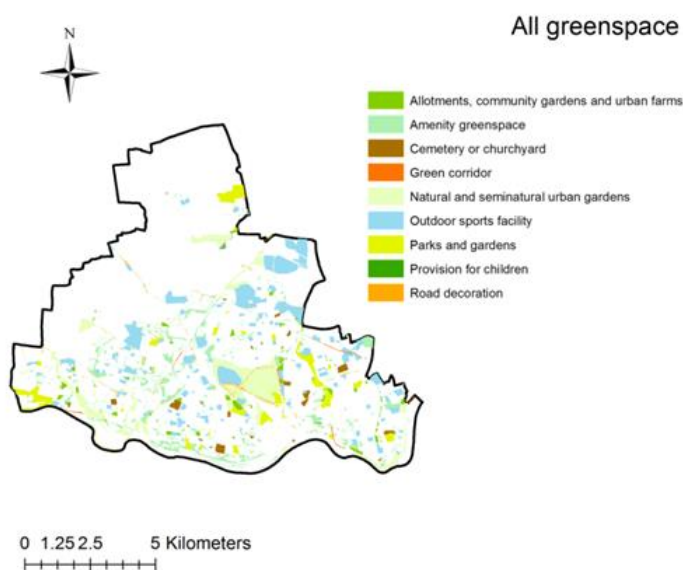 All greenspace
N
Allotments, community gardens and urban farms
Amenity greenspace
Cemetery or churchyard
Green corridor
Natural and seminatural urban gardens
Outdoor sports facility
Parks and gardens
Provision for children
Road decoration
0 1.25 2.5 5 Kilometers